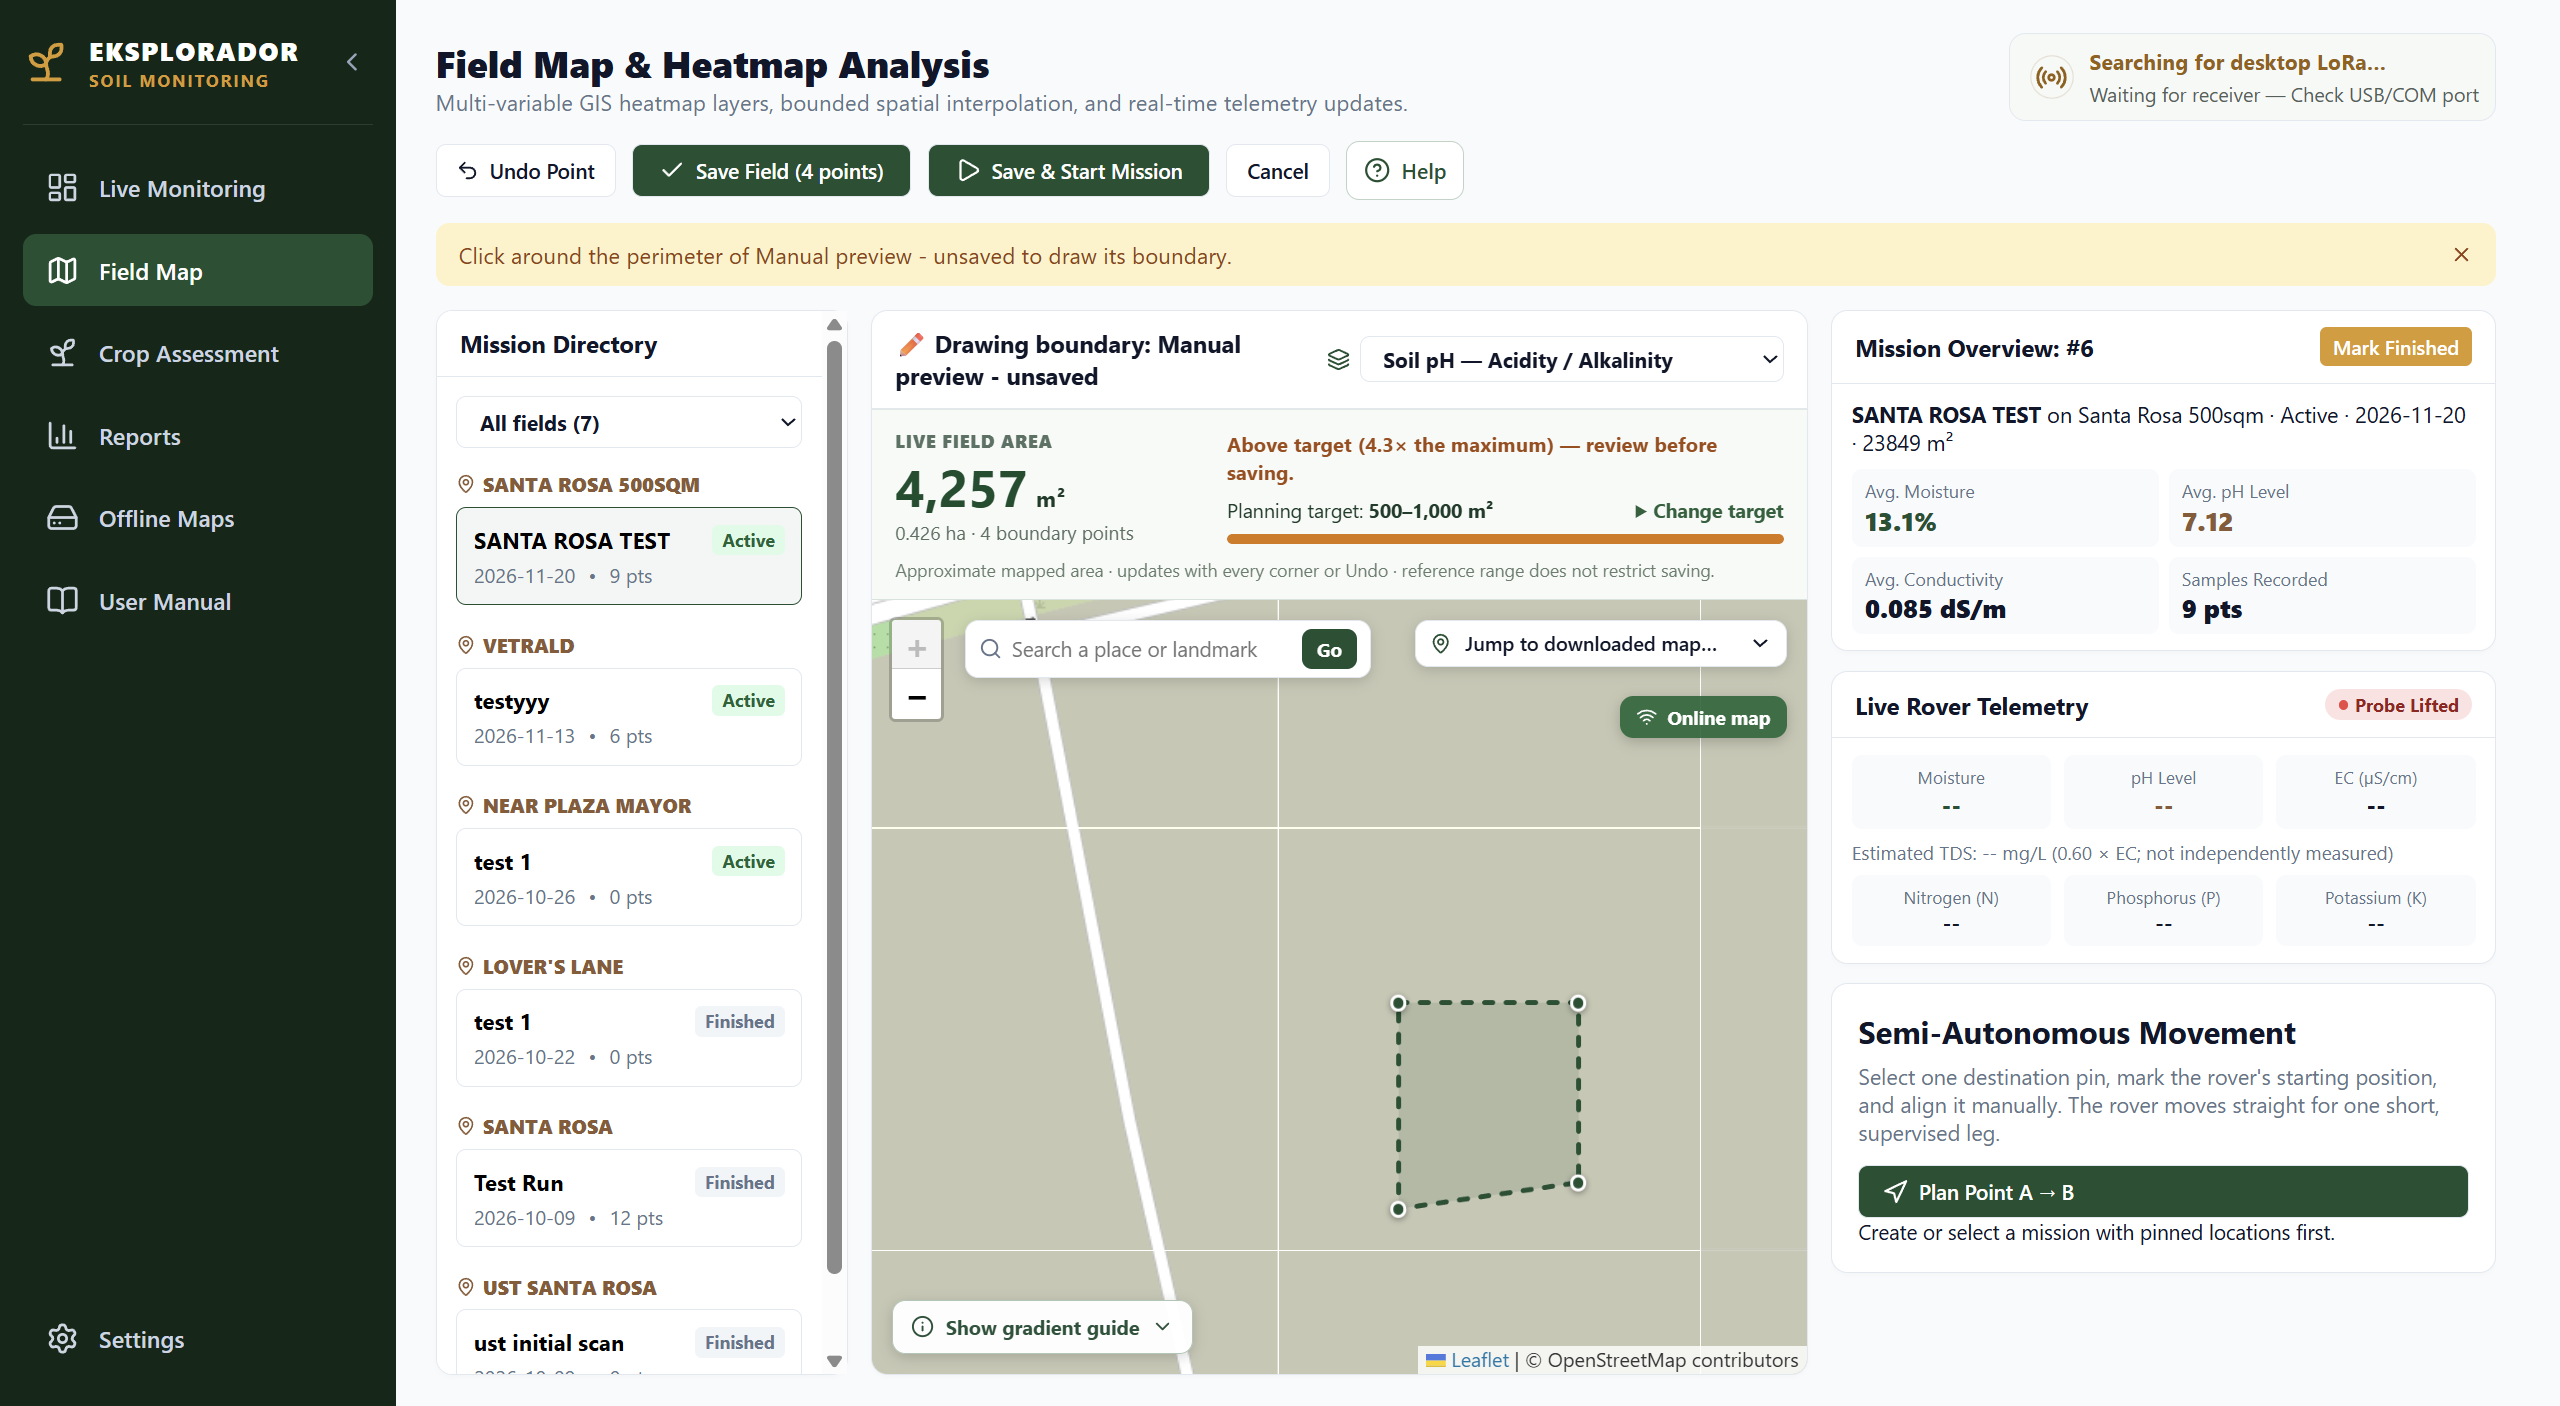 EKSPLORADOR
SOIL MONITORING
Live Monitoring
Field Map
Crop Assessment
Reports
Offline Maps
User Manual
Settings
Field Map & Heatmap Analysis
Multi-variable GIS heatmap layers, bounded spatial interpolation, and real-time telemetry updates.
Searching for desktop LoRa...
Waiting for receiver — Check USB/COM port
Undo Point
Save Field (4 points)
Save & Start Mission
Cancel
Help
Click around the perimeter of Manual preview - unsaved to draw its boundary.
Mission Directory
All fields (7)
SANTA ROSA 500SQM
SANTA ROSA TEST
Active
2026-11-20 • 9 pts
VETRALD
testyyy
Active
2026-11-13 • 6 pts
NEAR PLAZA MAYOR
test 1
Active
2026-10-26 • 0 pts
LOVER'S LANE
test 1
Finished
2026-10-22 • 0 pts
SANTA ROSA
Test Run
Finished
2026-10-09 • 12 pts
UST SANTA ROSA
ust initial scan
Finished
Drawing boundary: Manual
preview - unsaved
Soil pH — Acidity / Alkalinity
LIVE FIELD AREA
4,257 m²
0.426 ha · 4 boundary points
Above target (4.3× the maximum) — review before
saving.
Planning target: 500–1,000 m²
Change target
Approximate mapped area · updates with every corner or Undo · reference range does not restrict saving.
+
−
Search a place or landmark
Go
Jump to downloaded map...
Online map
Show gradient guide
Leaflet | © OpenStreetMap contributors
Mission Overview: #6
Mark Finished
SANTA ROSA TEST on Santa Rosa 500sqm · Active · 2026-11-20
· 23849 m²
Avg. Moisture
13.1%
Avg. pH Level
7.12
Avg. Conductivity
0.085 dS/m
Samples Recorded
9 pts
Live Rover Telemetry
Probe Lifted
Moisture
--
pH Level
--
EC (µS/cm)
--
Estimated TDS: -- mg/L (0.60 × EC; not independently measured)
Nitrogen (N)
--
Phosphorus (P)
--
Potassium (K)
--
Semi-Autonomous Movement
Select one destination pin, mark the rover's starting position,
and align it manually. The rover moves straight for one short,
supervised leg.
Plan Point A → B
Create or select a mission with pinned locations first.